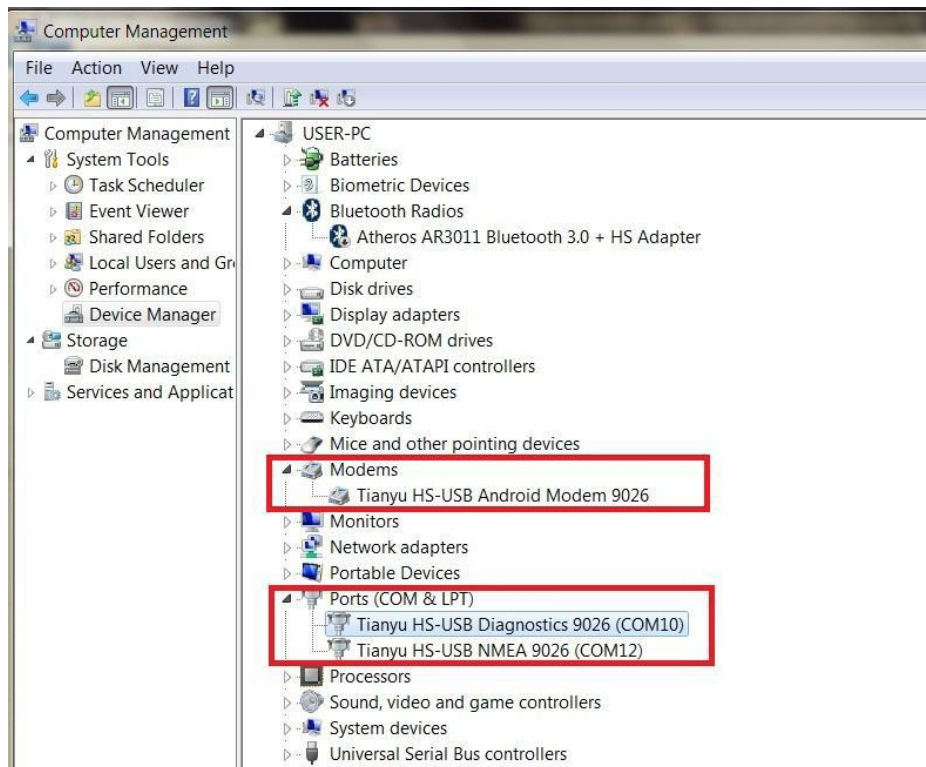 Computer Management
File Action View Help
Computer Management
System Tools
Task Scheduler
Event Viewer
Shared Folders
Local Users and Gr
Performance
Device Manager
Storage
Disk Management
Services and Applicat
USER-PC
Batteries
Biometric Devices
Bluetooth Radios
Atheros AR3011 Bluetooth 3.0 + HS Adapter
Computer
Disk drives
Display adapters
DVD/CD-ROM drives
IDE ATA/ATAPI controllers
Imaging devices
Keyboards
Mice and other pointing devices
Modems
Tianyu HS-USB Android Modem 9026
Monitors
Network adapters
Portable Devices
Ports (COM & LPT)
Tianyu HS-USB Diagnostics 9026 (COM10)
Tianyu HS-USB NMEA 9026 (COM12)
Processors
Sound, video and game controllers
System devices
Universal Serial Bus controllers